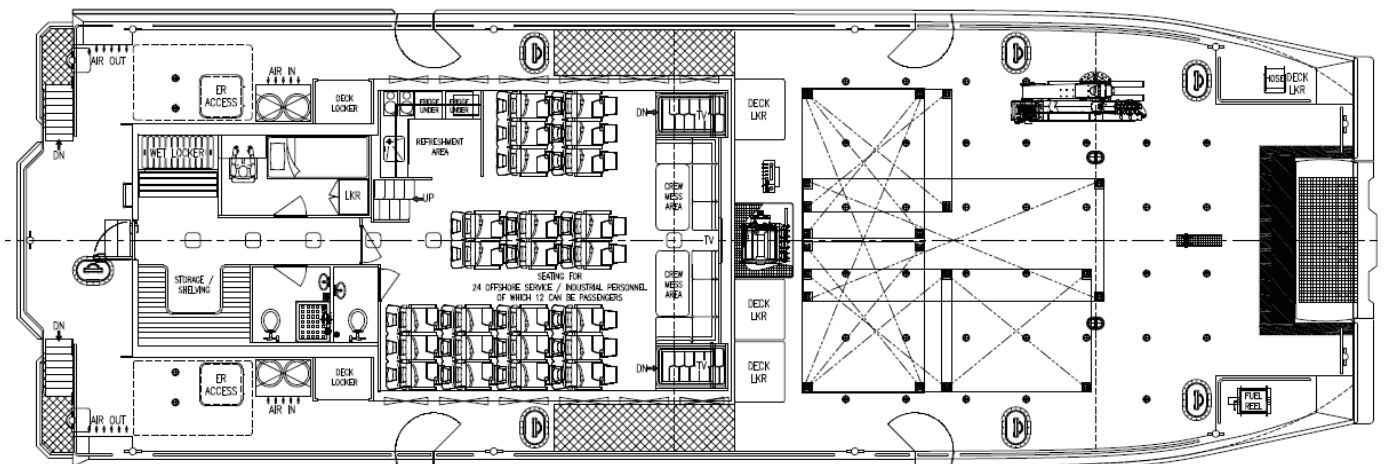 AIR OUT
ER
ACCESS
AIR IN
DECK
LOCKER
FRIDGE
UNDER
FRIDGE
UNDER
REFRESHMENT
AREA
DN
TV
DECK
LKR
HOSE
DECK
LKR
DN
WET LOCKER
LKR
UP
CREW
MESS
AREA
TV
STORAGE /
SHELVING
SEATING FOR
24 OFFSHORE SERVICE / INDUSTRIAL PERSONNEL
OF WHICH 12 CAN BE PASSENGERS
CREW
MESS
AREA
DECK
LKR
DN
ER
ACCESS
DECK
LOCKER
DN
TV
DECK
LKR
AIR IN
AIR OUT
FUEL
REEL